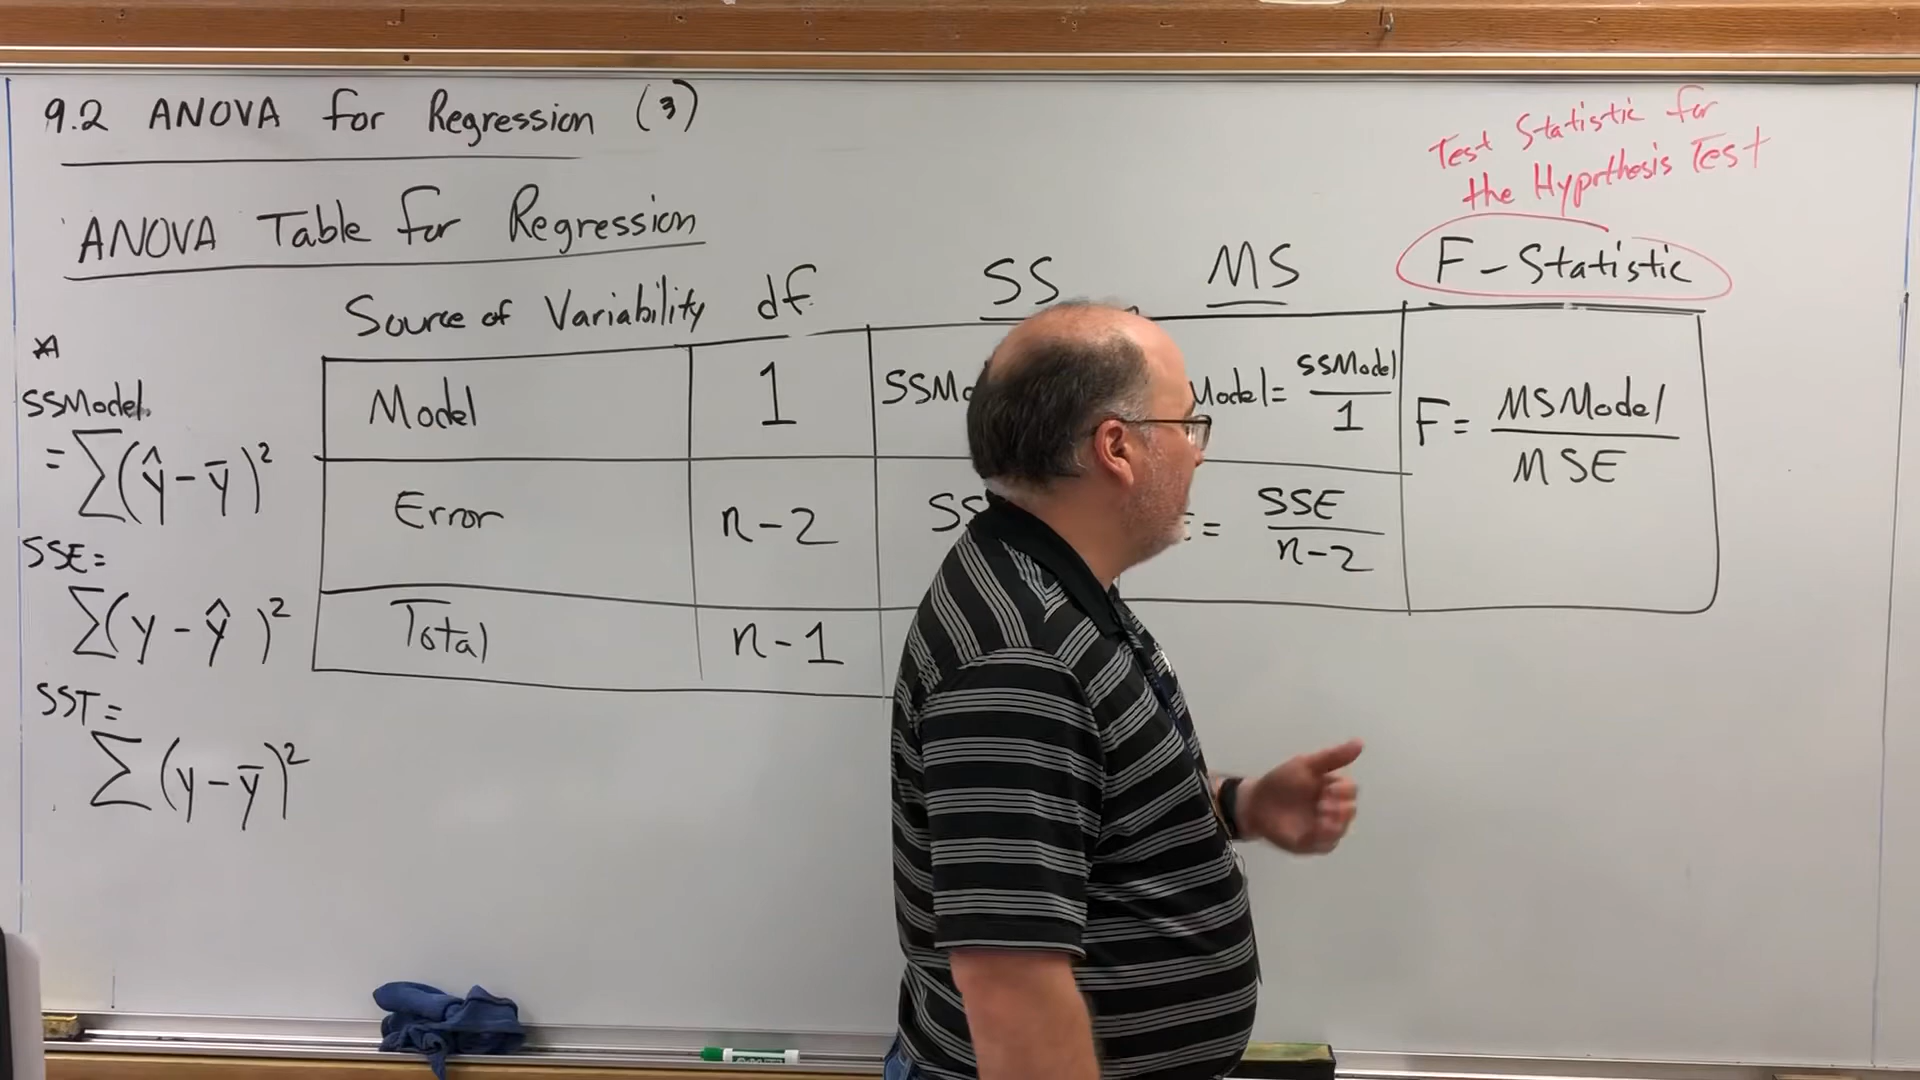 9.2 ANOVA for Regression (3)
Test Statistic for
the Hyprthesis Test
ANOVA Table for Regression
Source of Variability df SS MS F-Statistic
*
SSModel
=∑(ŷ-ȳ)²
SSE=
∑(y-ŷ)²
SST=
∑(y-ȳ)²
Model 1 SSMo Model= SSModel/1 F= MSModel/MSE
Error n-2 SS = SSE/n-2
Total n-1